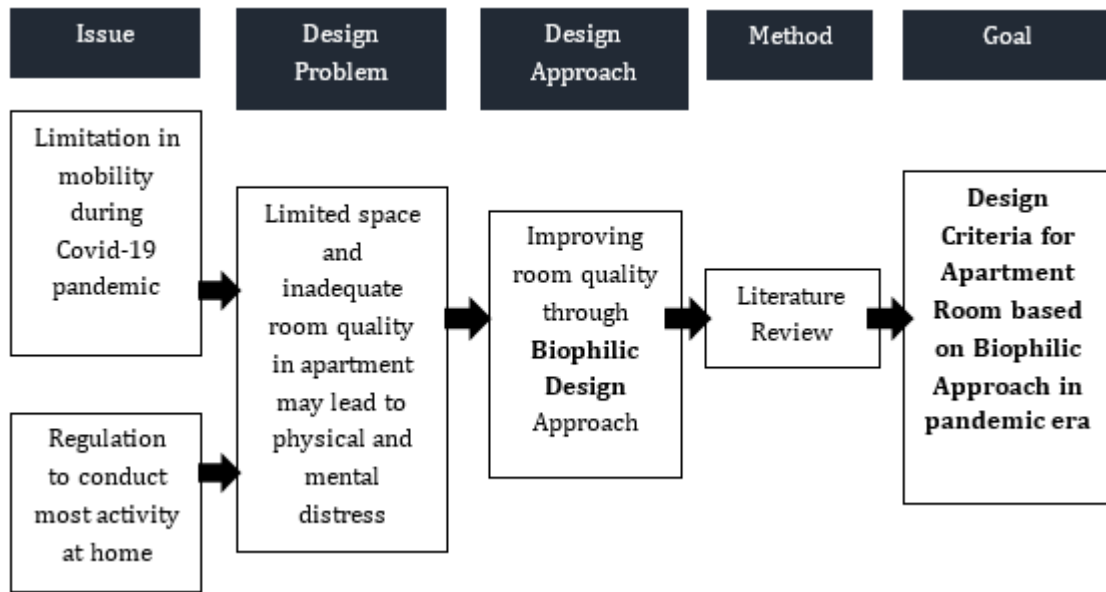 Issue
Design
Problem
Design
Approach
Method
Goal
Limitation in
mobility
during
Covid-19
pandemic
Regulation
to conduct
most activity
at home
Limited space
and
inadequate
room quality
in apartment
may lead to
physical and
mental
distress
Improving
room quality
through
Biophilic
Design
Approach
Literature
Review
Design
Criteria for
Apartment
Room based
on Biophilic
Approach in
pandemic era